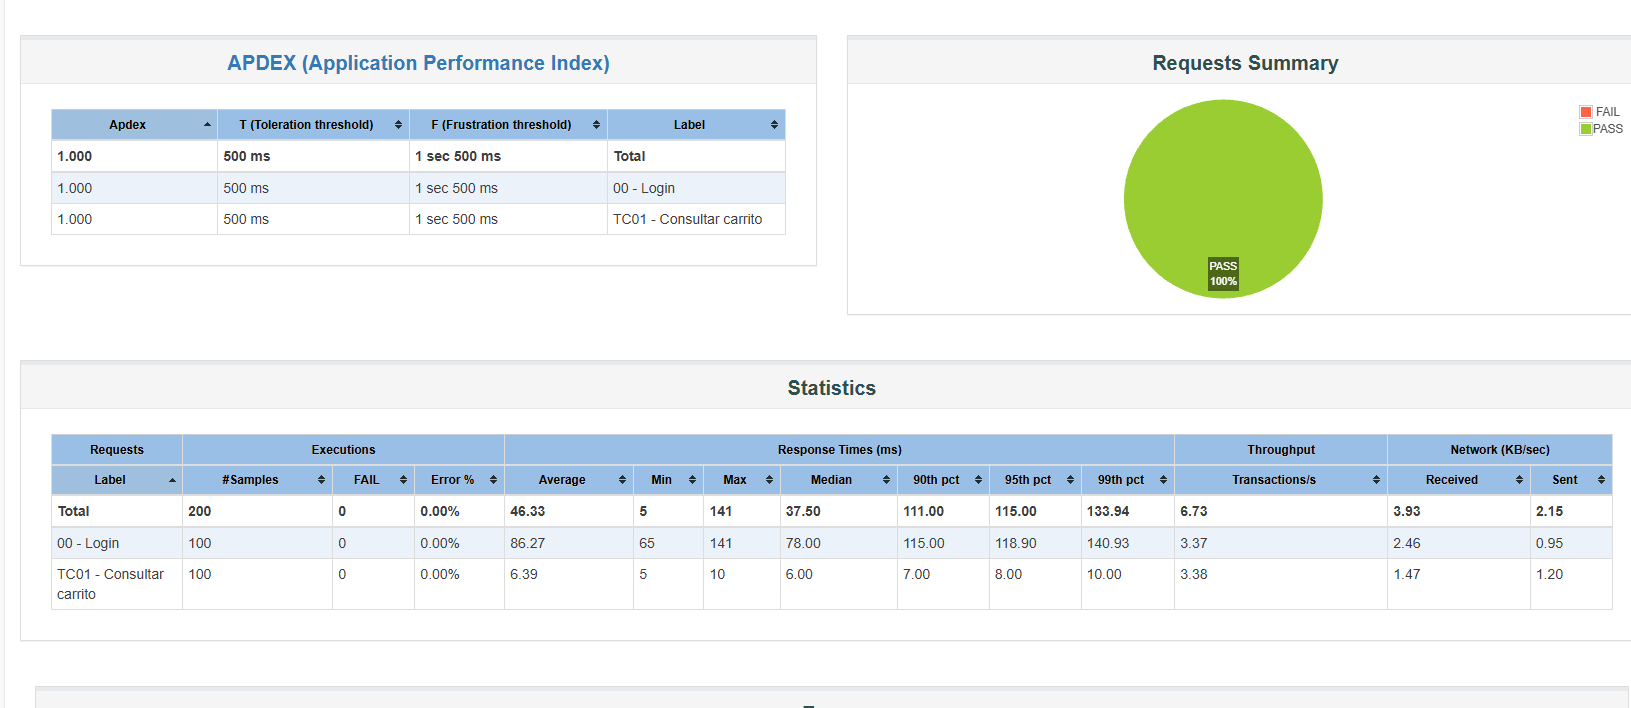 APDEX (Application Performance Index)
Apdex T (Toleration threshold) F (Frustration threshold) Label
1.000 500 ms 1 sec 500 ms Total
1.000 500 ms 1 sec 500 ms 00 - Login
1.000 500 ms 1 sec 500 ms TC01 - Consultar carrito
Requests Summary
FAIL
PASS
PASS
100%
Statistics
Requests Executions Response Times (ms) Throughput Network (KB/sec)
Label #Samples FAIL Error % Average Min Max Median 90th pct 95th pct 99th pct Transactions/s Received Sent
Total 200 0 0.00% 46.33 5 141 37.50 111.00 115.00 133.94 6.73 3.93 2.15
00 - Login 100 0 0.00% 86.27 65 141 78.00 115.00 118.90 140.93 3.37 2.46 0.95
TC01 - Consultar 100 0 0.00% 6.39 5 10 6.00 7.00 8.00 10.00 3.38 1.47 1.20
carrito